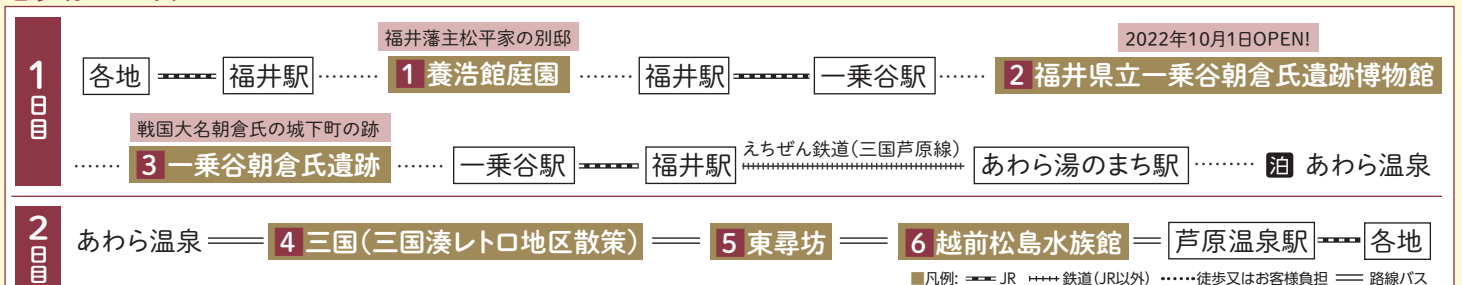 1日目
福井藩主松平家の別邸
2022年10月1日OPEN!
各地 福井駅 1 養浩館庭園 福井駅 一乗谷駅 2 福井県立一乗谷朝倉氏遺跡博物館
戦国大名朝倉氏の城下町の跡
3 一乗谷朝倉氏遺跡 一乗谷駅 福井駅 えちぜん鉄道(三国芦原線) あわら湯のまち駅 泊 あわら温泉
2日目
あわら温泉 4 三国(三国湊レトロ地区散策) 5 東尋坊 6 越前松島水族館 芦原温泉駅 各地
■凡例: JR 鉄道(JR以外) 徒歩又はお客様負担 路線バス